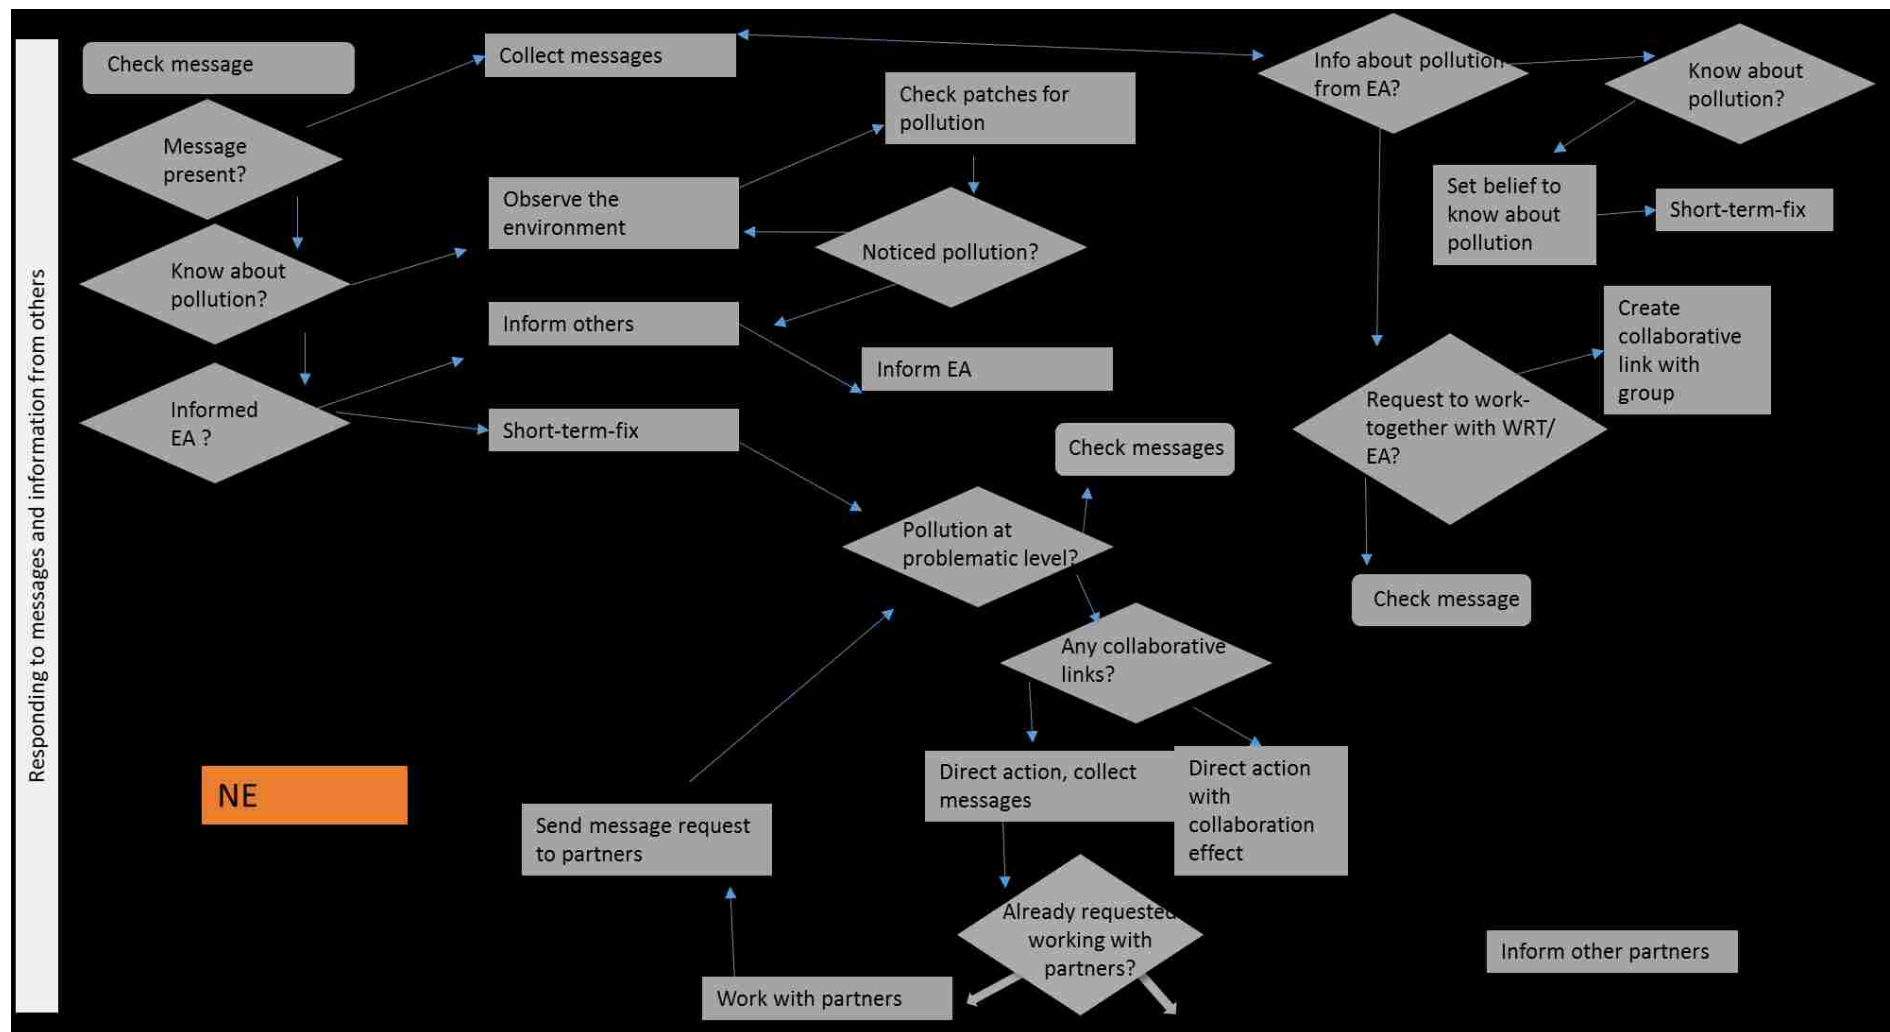 Responding to messages and information from others
Check message
Message
present?
Know about
pollution?
Informed
EA ?
Collect messages
Observe the
environment
Inform others
Short-term-fix
Check patches for
pollution
Noticed pollution?
Inform EA
Check messages
Pollution at
problematic level?
Any collaborative
links?
Direct action, collect
messages
Direct action
with
collaboration
effect
Already requested
working with
partners?
Work with partners
Send message request
to partners
NE
Info about pollution
from EA?
Know about
pollution?
Set belief to
know about
pollution
Short-term-fix
Create
collaborative
link with
group
Request to work-
together with WRT/
EA?
Check message
Inform other partners